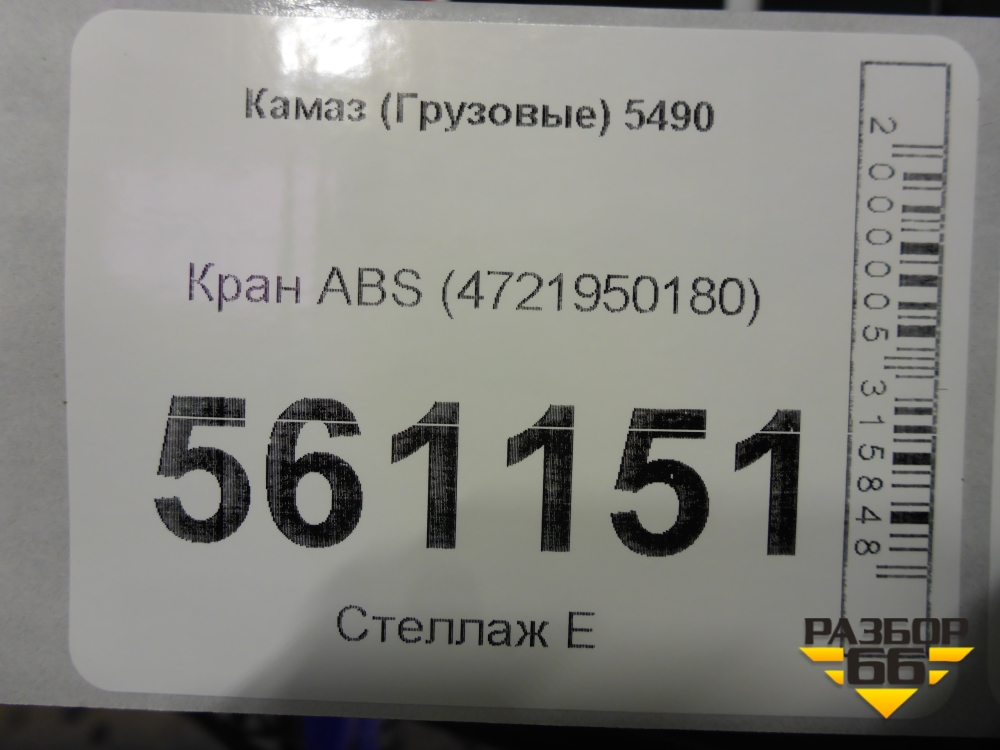 Камаз (Грузовые) 5490
Кран ABS (4721950180)
561151
Стеллаж E
2000005315848
РАЗБОР
66